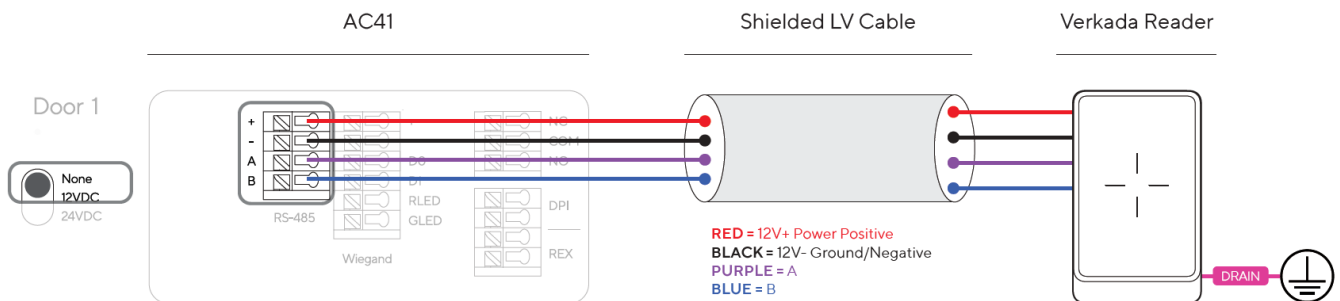 AC41
Shielded LV Cable
Verkada Reader
Door 1
None
12VDC
24VDC
+
-
A
B
RS-485
+
-
D0
D1
RLED
GLED
Wiegand
NC
COM
NO
DPI
REX
RED = 12V+ Power Positive
BLACK = 12V- Ground/Negative
PURPLE = A
BLUE = B
DRAIN